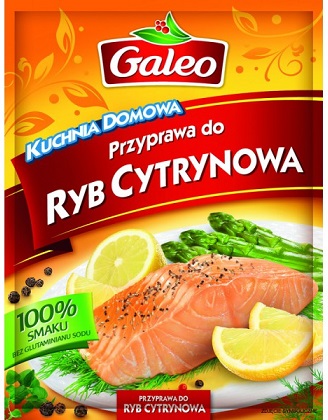 Galeo
KUCHNIA DOMOWA
Przyprawa do
RYB CYTRYNOWA
100%
SMAKU
BEZ GLUTAMINIANU SODU
PRZYPRAWA DO
RYB CYTRYNOWA